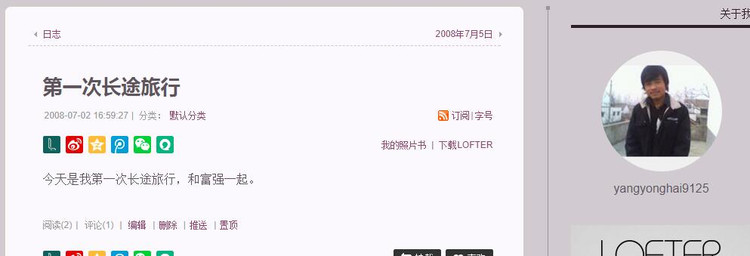 日志
2008年7月5日
第一次长途旅行
2008-07-02 16:59:27 | 分类： 默认分类
订阅 | 字号
我的照片书 | 下载LOFTER
今天是我第一次长途旅行，和富强一起。
阅读(2) | 评论(1) | 编辑 | 删除 | 推送 | 置顶
关于我
yangyonghai9125
LOFTER